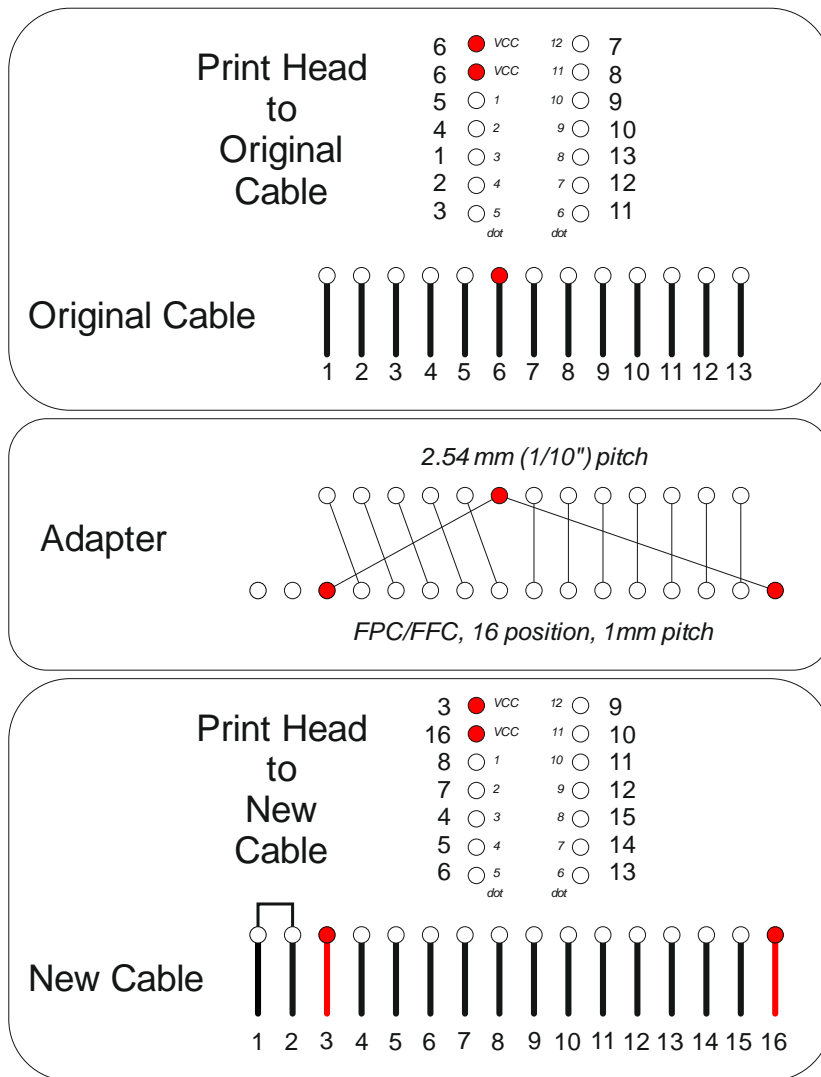 Print Head
to
Original
Cable
6 VCC 12 7
6 VCC 11 8
5 1 10 9
4 2 9 10
1 3 8 13
2 4 7 12
3 5 6 11
dot dot
Original Cable
1 2 3 4 5 6 7 8 9 10 11 12 13
2.54 mm (1/10") pitch
Adapter
FPC/FFC, 16 position, 1mm pitch
Print Head
to
New
Cable
3 VCC 12 9
16 VCC 11 10
8 1 10 11
7 2 9 12
4 3 8 15
5 4 7 14
6 5 6 13
dot dot
New Cable
1 2 3 4 5 6 7 8 9 10 11 12 13 14 15 16